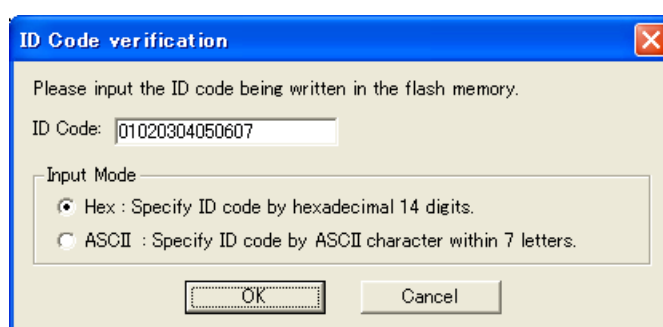 ID Code verification
Please input the ID code being written in the flash memory.
ID Code: 01020304050607
Input Mode
Hex : Specify ID code by hexadecimal 14 digits.
ASCII : Specify ID code by ASCII character within 7 letters.
OK Cancel